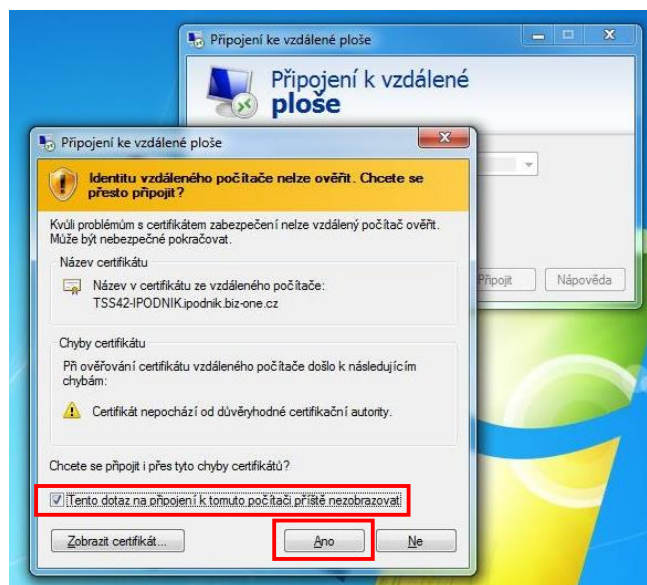 Připojení ke vzdálené ploše
Připojení k vzdálené
ploše
Připojit
Nápověda
Připojení ke vzdálené ploše
Identitu vzdáleného počítače nelze ověřit. Chcete se
přesto připojit?
Kvůli problémům s certifikátem zabezpečení nelze vzdálený počítač ověřit.
Může být nebezpečné pokračovat.
Název certifikátu
Název v certifikátu ze vzdáleného počítače:
TSS42-IPODNIK.ipodnik.biz-one.cz
Chyby certifikátu
Při ověřování certifikátu vzdáleného počítače došlo k následujícím
chybám:
Certifikát nepochází od důvěryhodné certifikační autority.
Chcete se připojit i přes tyto chyby certifikátů?
Tento dotaz na připojení k tomuto počítači příště nezobrazovat
Zobrazit certifikát...
Ano
Ne